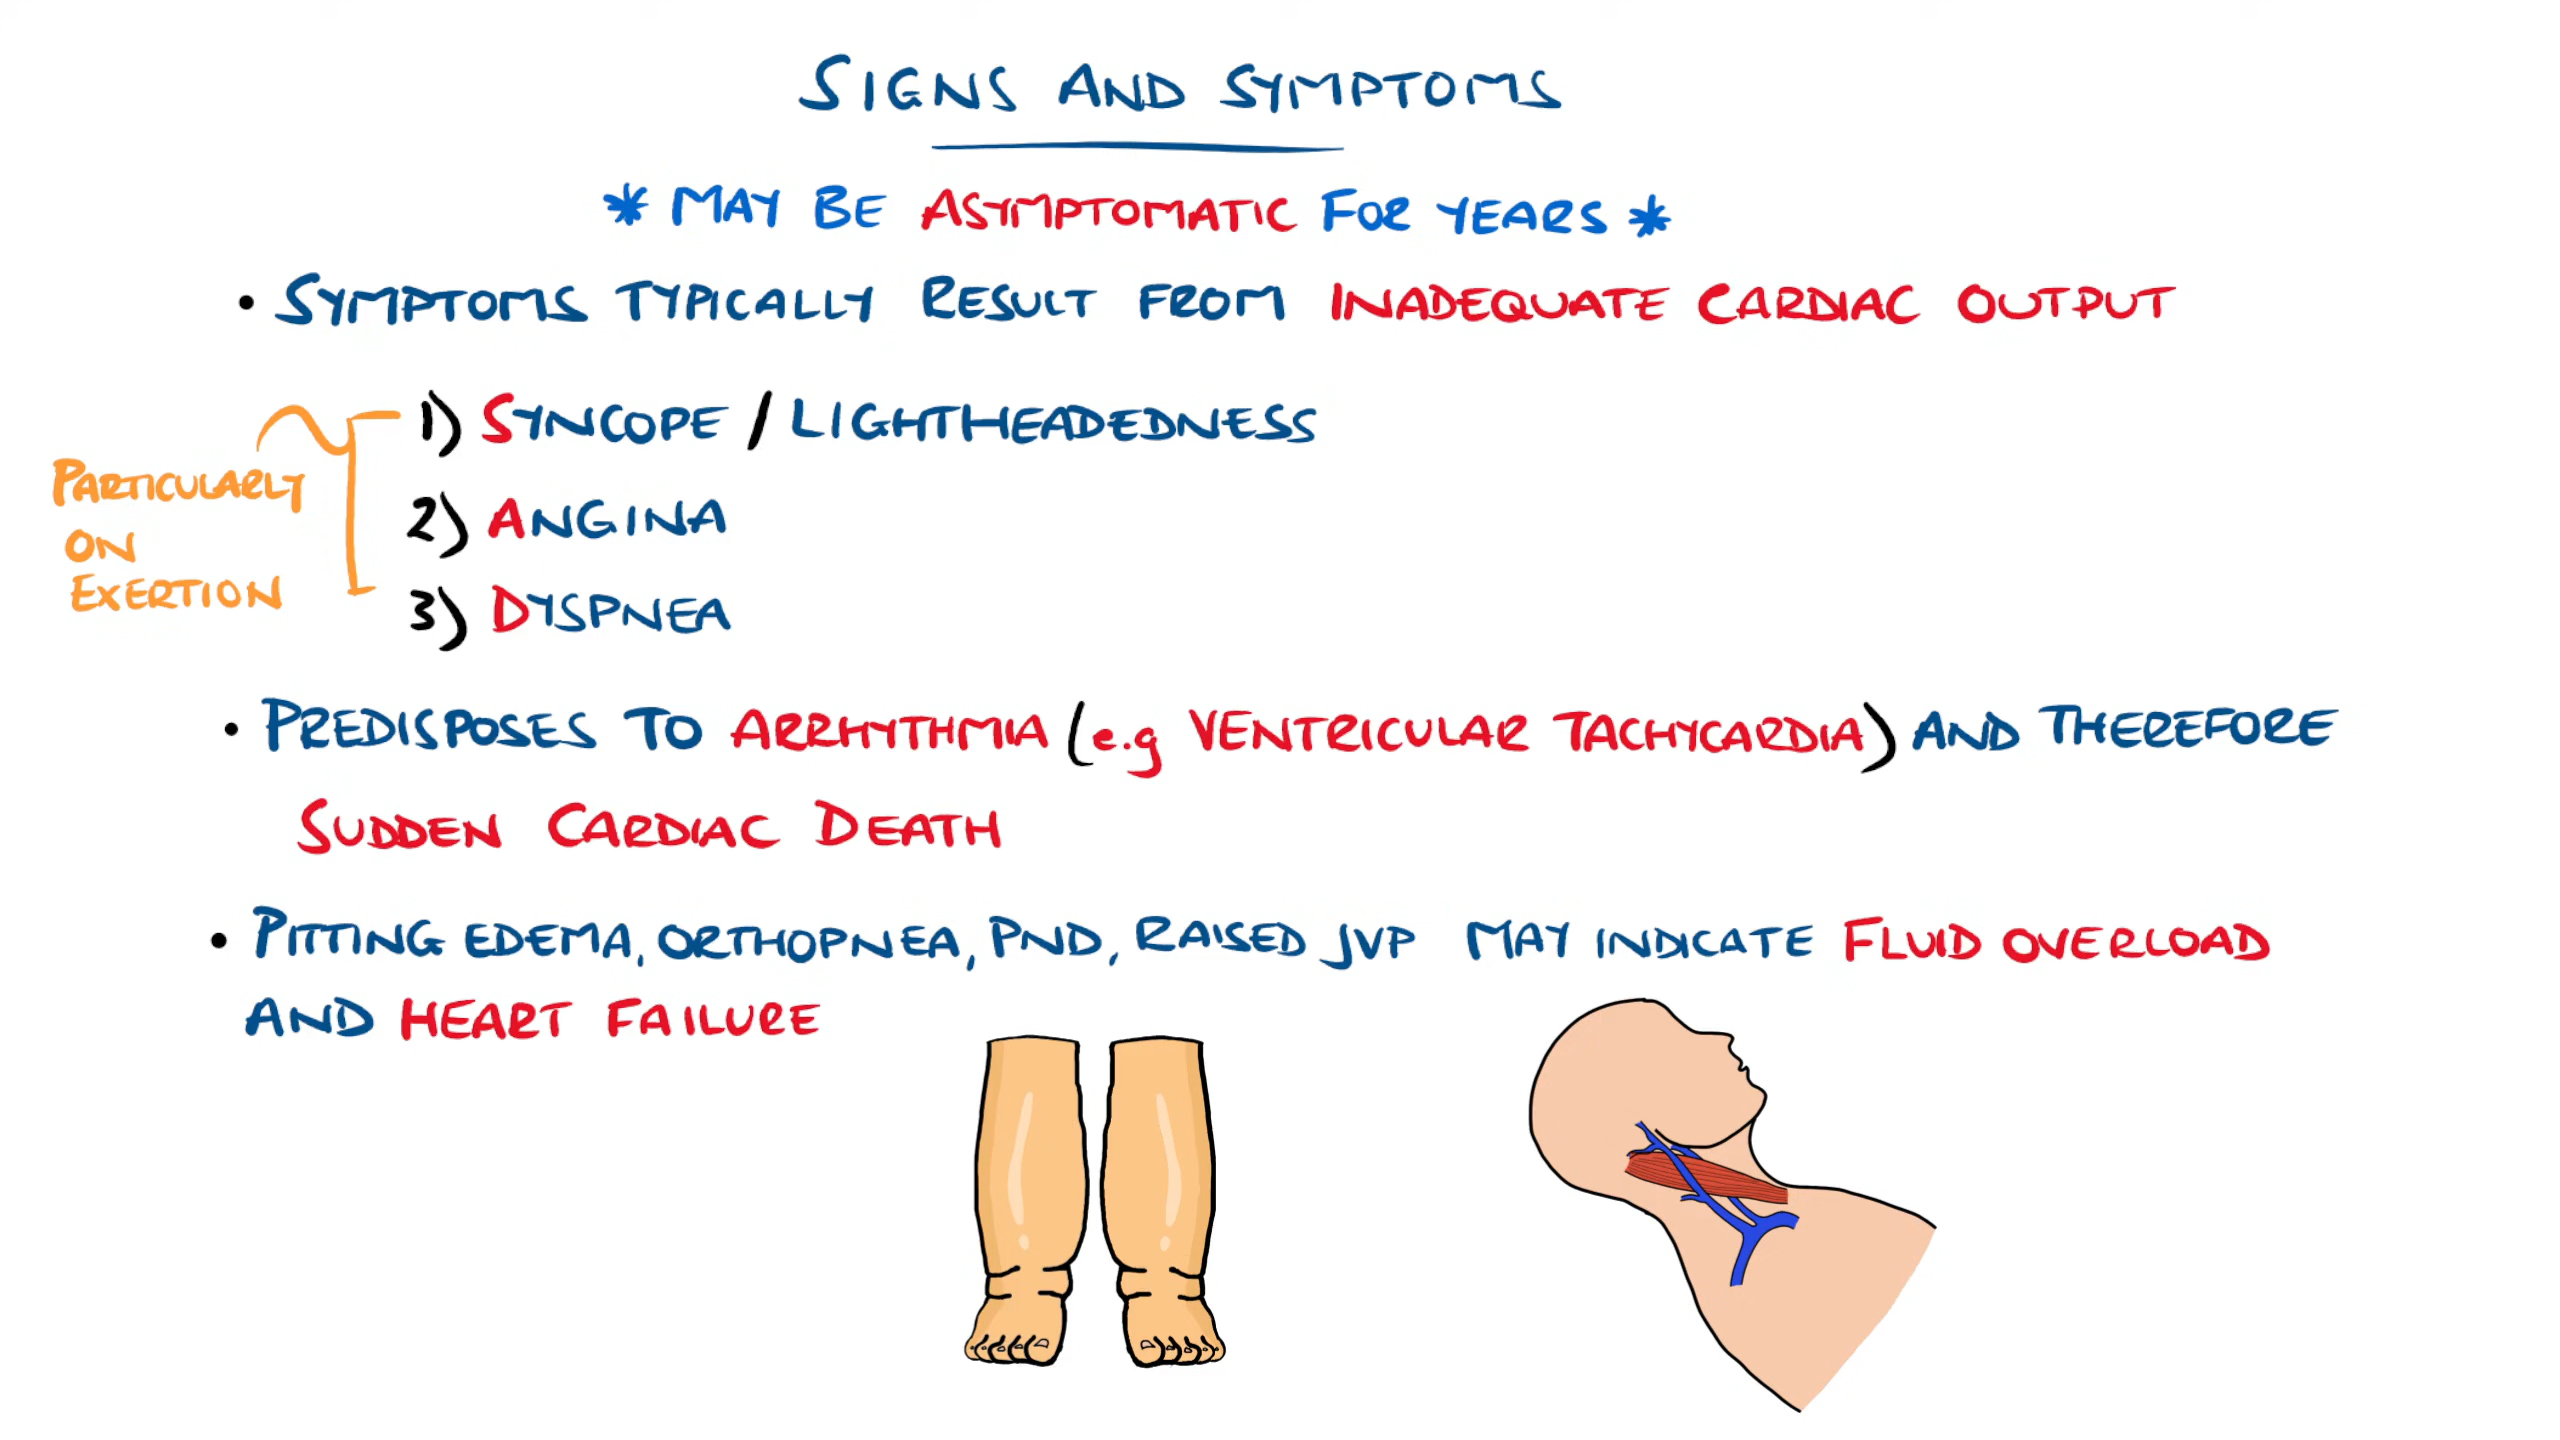 SIGNS AND SYMPTOMS
* MAY BE ASYMPTOMATIC FOR YEARS *
• SYMPTOMS TYPICALLY RESULT FROM INADEQUATE CARDIAC OUTPUT
1) SYNCOPE / LIGHTHEADEDNESS
2) ANGINA
3) DYSPNEA
PARTICULARLY
ON
EXERTION
• PREDISPOSES TO ARRHYTHMIA (e.g VENTRICULAR TACHYCARDIA) AND THEREFORE
SUDDEN CARDIAC DEATH
• PITTING EDEMA, ORTHOPNEA, PND, RAISED JVP MAY INDICATE FLUID OVERLOAD
AND HEART FAILURE